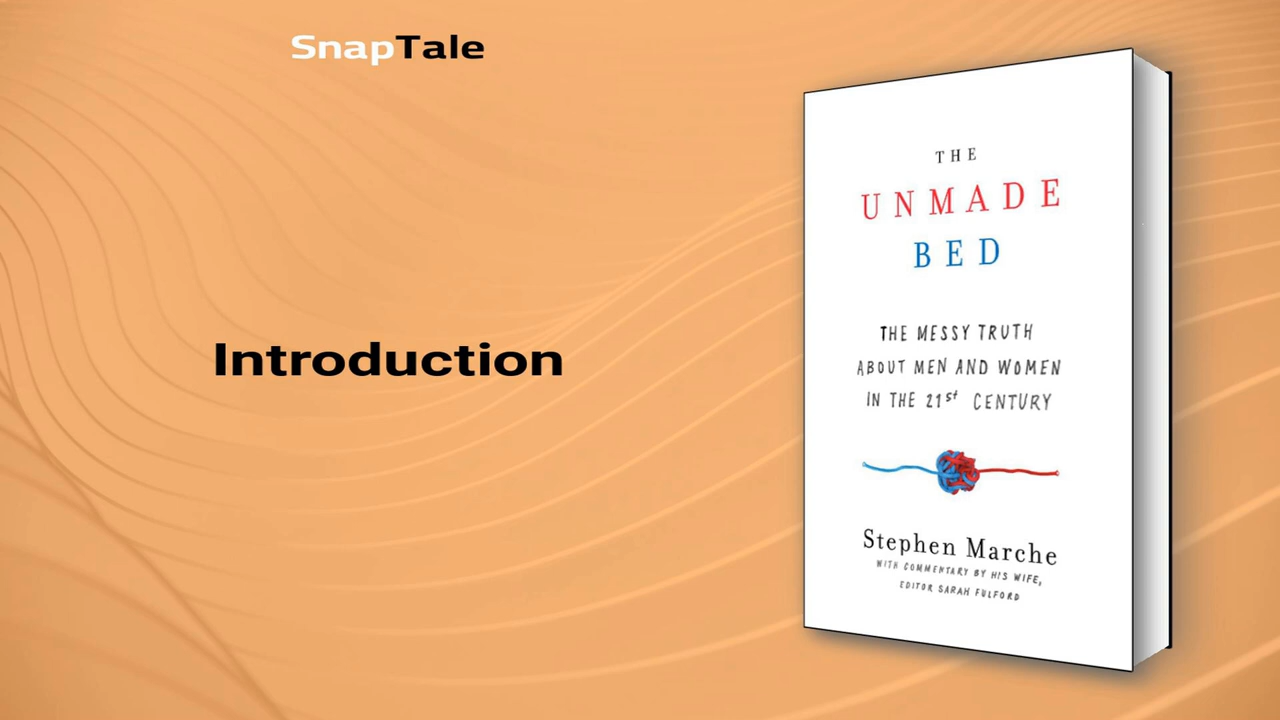 SnapTale
Introduction
THE
UNMADE
BED
THE MESSY TRUTH
ABOUT MEN AND WOMEN
IN THE 21st CENTURY
Stephen Marche
WITH COMMENTARY BY HIS WIFE,
EDITOR SARAH FULFORD